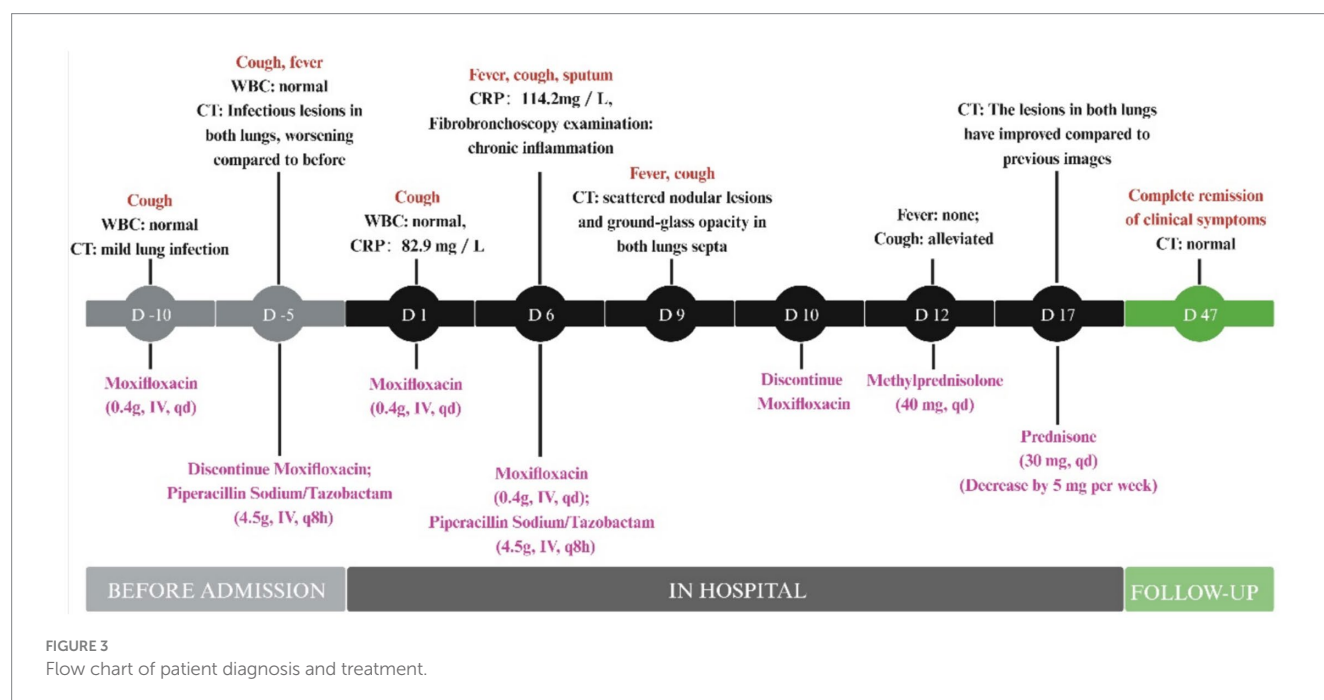 Cough
WBC: normal
CT: mild lung infection
D -10
Moxifloxacin
(0.4g, IV, qd)
Cough, fever
WBC: normal
CT: Infectious lesions in
both lungs, worsening
compared to before
D -5
Discontinue Moxifloxacin;
Piperacillin Sodium/Tazobactam
(4.5g, IV, q8h)
Cough
WBC: normal,
CRP: 82.9 mg / L
D 1
Moxifloxacin
(0.4g, IV, qd)
Fever, cough, sputum
CRP: 114.2mg / L,
Fibrobronchoscopy examination:
chronic inflammation
D 6
Moxifloxacin
(0.4g, IV, qd);
Piperacillin Sodium/Tazobactam
(4.5g, IV, q8h)
Fever, cough
CT: scattered nodular lesions
and ground-glass opacity in
both lungs septa
D 9
D 10
Discontinue
Moxifloxacin
Fever: none;
Cough: alleviated
D 12
Methylprednisolone
(40 mg, qd)
CT: The lesions in both lungs
have improved compared to
previous images
D 17
Prednisone
(30 mg, qd)
(Decrease by 5 mg per week)
Complete remission
of clinical symptoms
CT: normal
D 47
BEFORE ADMISSION
IN HOSPITAL
FOLLOW-UP
FIGURE 3
Flow chart of patient diagnosis and treatment.